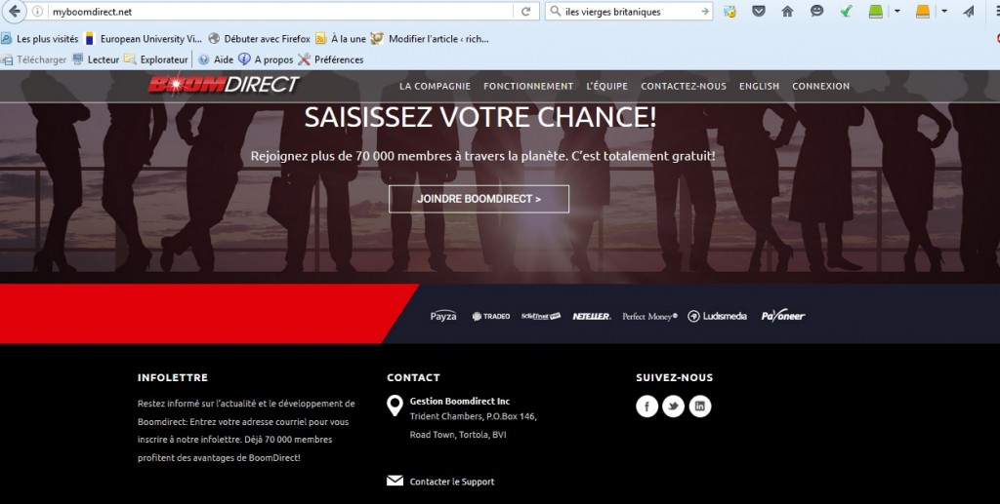 myboomdirect.net
iles vierges britaniques
Les plus visités
European University Vi...
Débuter avec Firefox
À la une
Modifier l'article ‹ rich...
Télécharger
Lecteur
Explorateur
Aide
A propos
Préférences
BOOMDIRECT
LA COMPAGNIE
FONCTIONNEMENT
L'ÉQUIPE
CONTACTEZ-NOUS
ENGLISH
CONNEXION
SAISISSEZ VOTRE CHANCE!
Rejoignez plus de 70 000 membres à travers la planète. C'est totalement gratuit!
JOINDRE BOOMDIRECT >
Payza
TRADEO
SolidTrust Pay
NETELLER.
Perfect Money®
Ludismedia
Payoneer
INFOLETTRE
Restez informé sur l'actualité et le développement de
Boomdirect: Entrez votre adresse courriel pour vous
inscrire à notre infolettre. Déjà 70 000 membres
profitent des avantages de BoomDirect!
CONTACT
Gestion Boomdirect Inc
Trident Chambers, P.O.Box 146,
Road Town, Tortola, BVI
Contacter le Support
SUIVEZ-NOUS